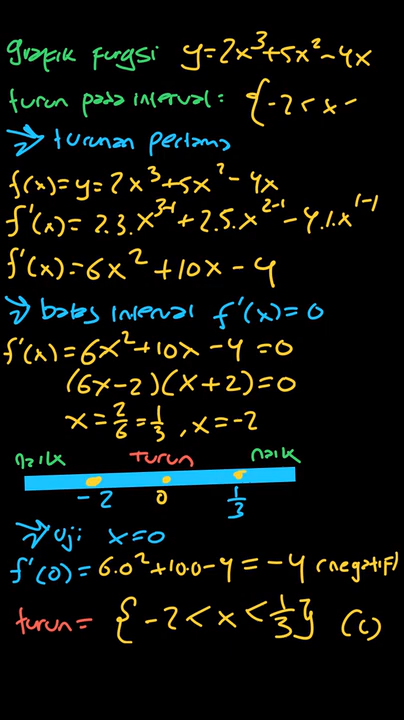 grafik fungsi y=2x³+5x²-4x
turun pada interval: {-2<x-
=> turunan pertama
f(x)=y=2x³+5x²-4x
f'(x)=2.3.x³⁻¹+2.5.x²⁻¹-4.1.x¹⁻¹
f'(x)=6x²+10x-4
=> batas interval f'(x)=0
f'(x)=6x²+10x-4=0
(6x-2)(x+2)=0
x=2/6=1/3, x=-2
naik turun naik
-2 0 1/3
=> uji x=0
f'(0)=6.0²+10.0-4=-4 (negatif)
turun= {-2<x<1/3} (c)